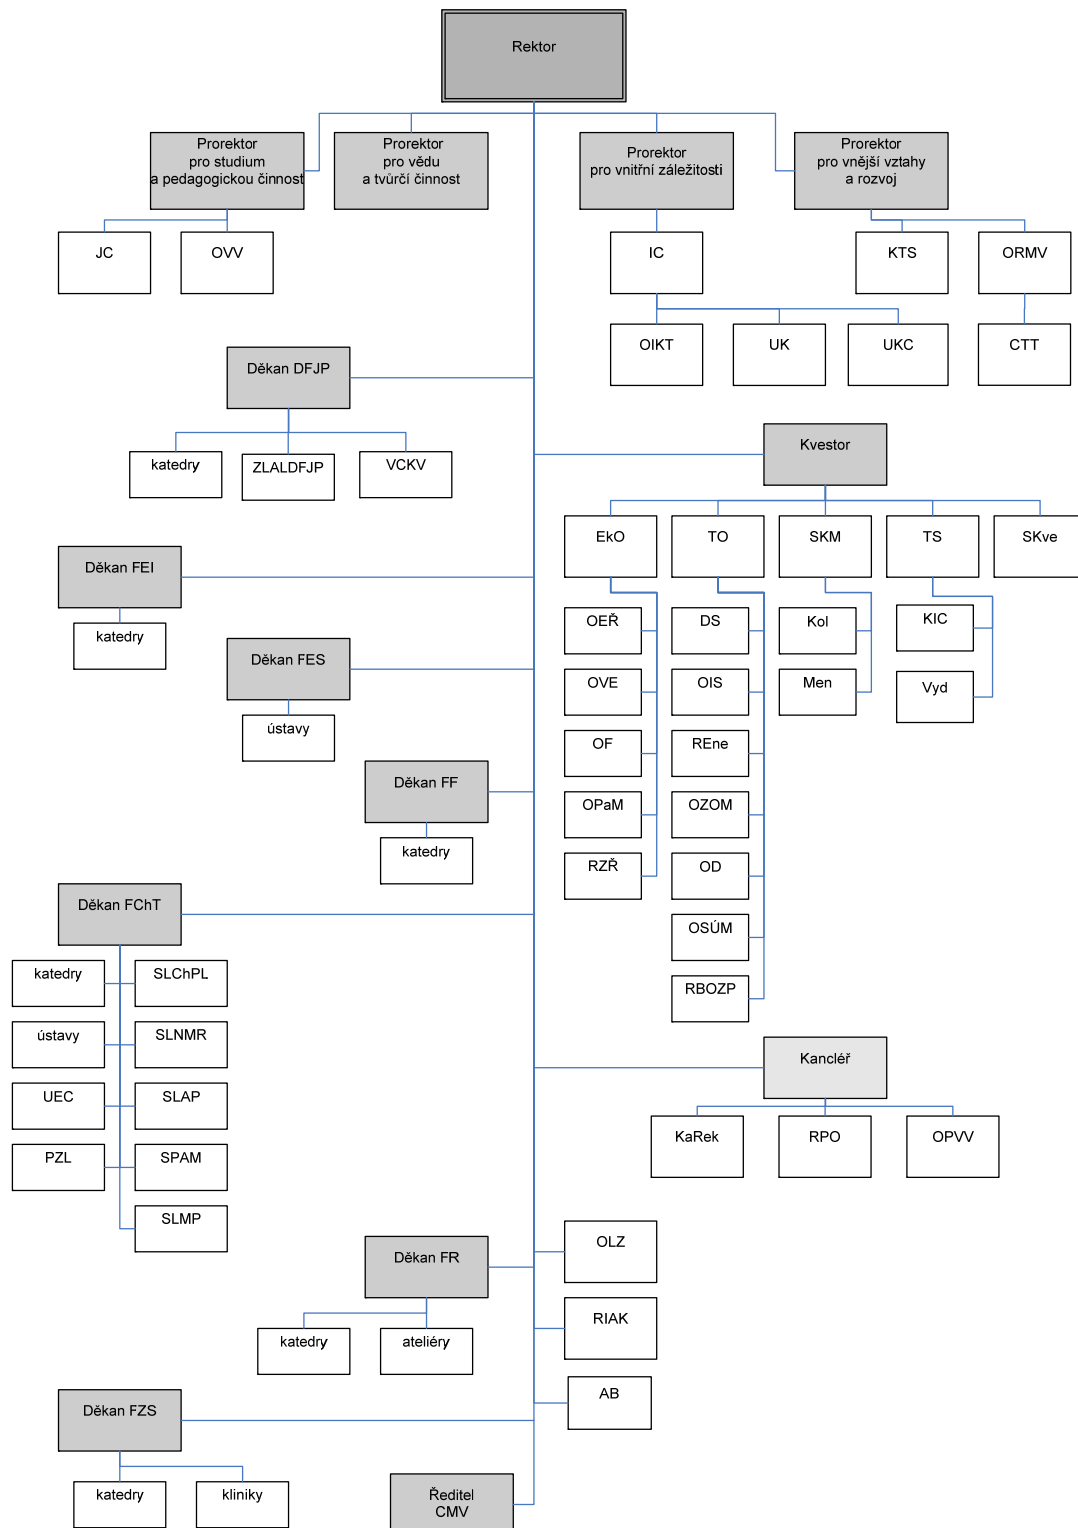 Rektor
Prorektor
pro studium
a pedagogickou činnost
Prorektor
pro vědu
a tvůrčí činnost
Prorektor
pro vnitřní záležitosti
Prorektor
pro vnější vztahy
a rozvoj
JC
OVV
IC
KTS
ORMV
OIKT
UK
UKC
CTT
Děkan DFJP
katedry
ZLALDFJP
VCKV
Kvestor
EkO
TO
SKM
TS
SKve
Děkan FEI
katedry
OEŘ
DS
Kol
KIC
Děkan FES
ústavy
OVE
OIS
Men
Vyd
OF
REne
Děkan FF
katedry
OPaM
OZOM
RZŘ
OD
OSÚM
RBOZP
Děkan FChT
katedry
SLChPL
ústavy
SLNMR
UEC
SLAP
PZL
SPAM
SLMP
Kancléř
KaRek
RPO
OPVV
Děkan FR
katedry
ateliéry
OLZ
RIAK
AB
Děkan FZS
katedry
kliniky
Ředitel
CMV